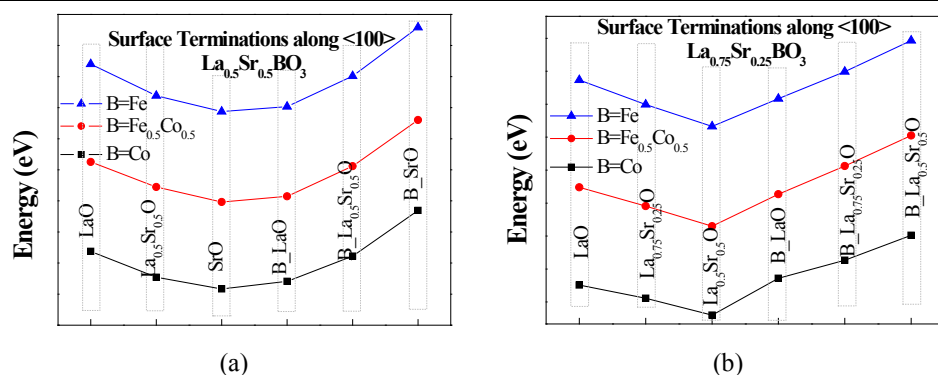 Surface Terminations along <100>
La0.5Sr0.5BO3
B=Fe
B=Fe0.5Co0.5
B=Co
Energy (eV)
LaO
La0.5Sr0.5O
SrO
B_LaO
B_La0.5Sr0.5O
B_SrO
(a)
Surface Terminations along <100>
La0.75Sr0.25BO3
B=Fe
B=Fe0.5Co0.5
B=Co
Energy (eV)
LaO
La0.75Sr0.25O
La0.5Sr0.5O
B_LaO
B_La0.75Sr0.25O
B_La0.5Sr0.5O
(b)